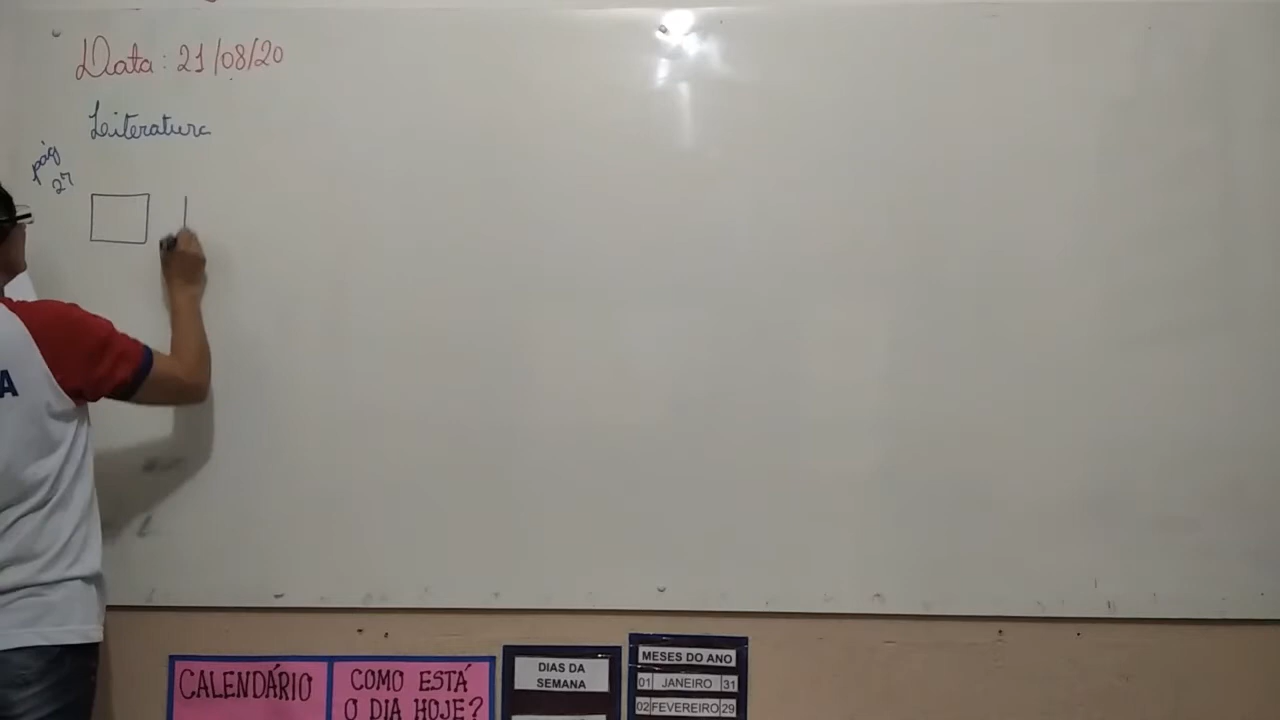 Data: 21/08/20
Leiteratura
pág
27
A
CALENDÁRIO
COMO ESTÁ
O DIA HOJE?
DIAS DA
SEMANA
MESES DO ANO
01 JANEIRO 31
02 FEVEREIRO 29